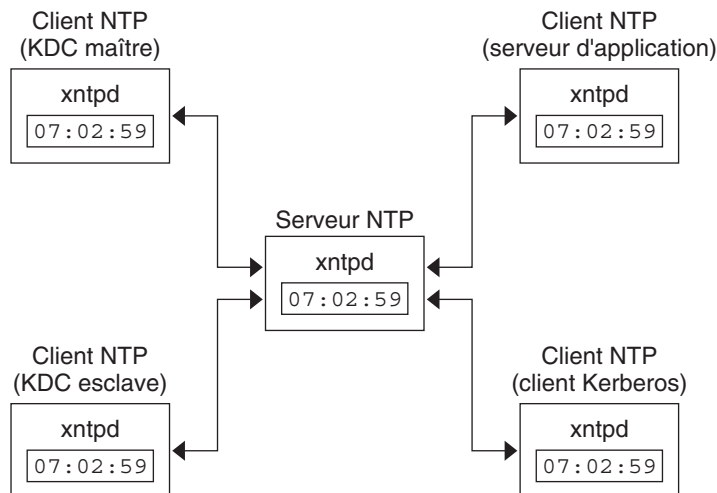 Client NTP
(KDC maître)
xntpd
07:02:59
Client NTP
(serveur d'application)
xntpd
07:02:59
Serveur NTP
xntpd
07:02:59
Client NTP
(KDC esclave)
xntpd
07:02:59
Client NTP
(client Kerberos)
xntpd
07:02:59